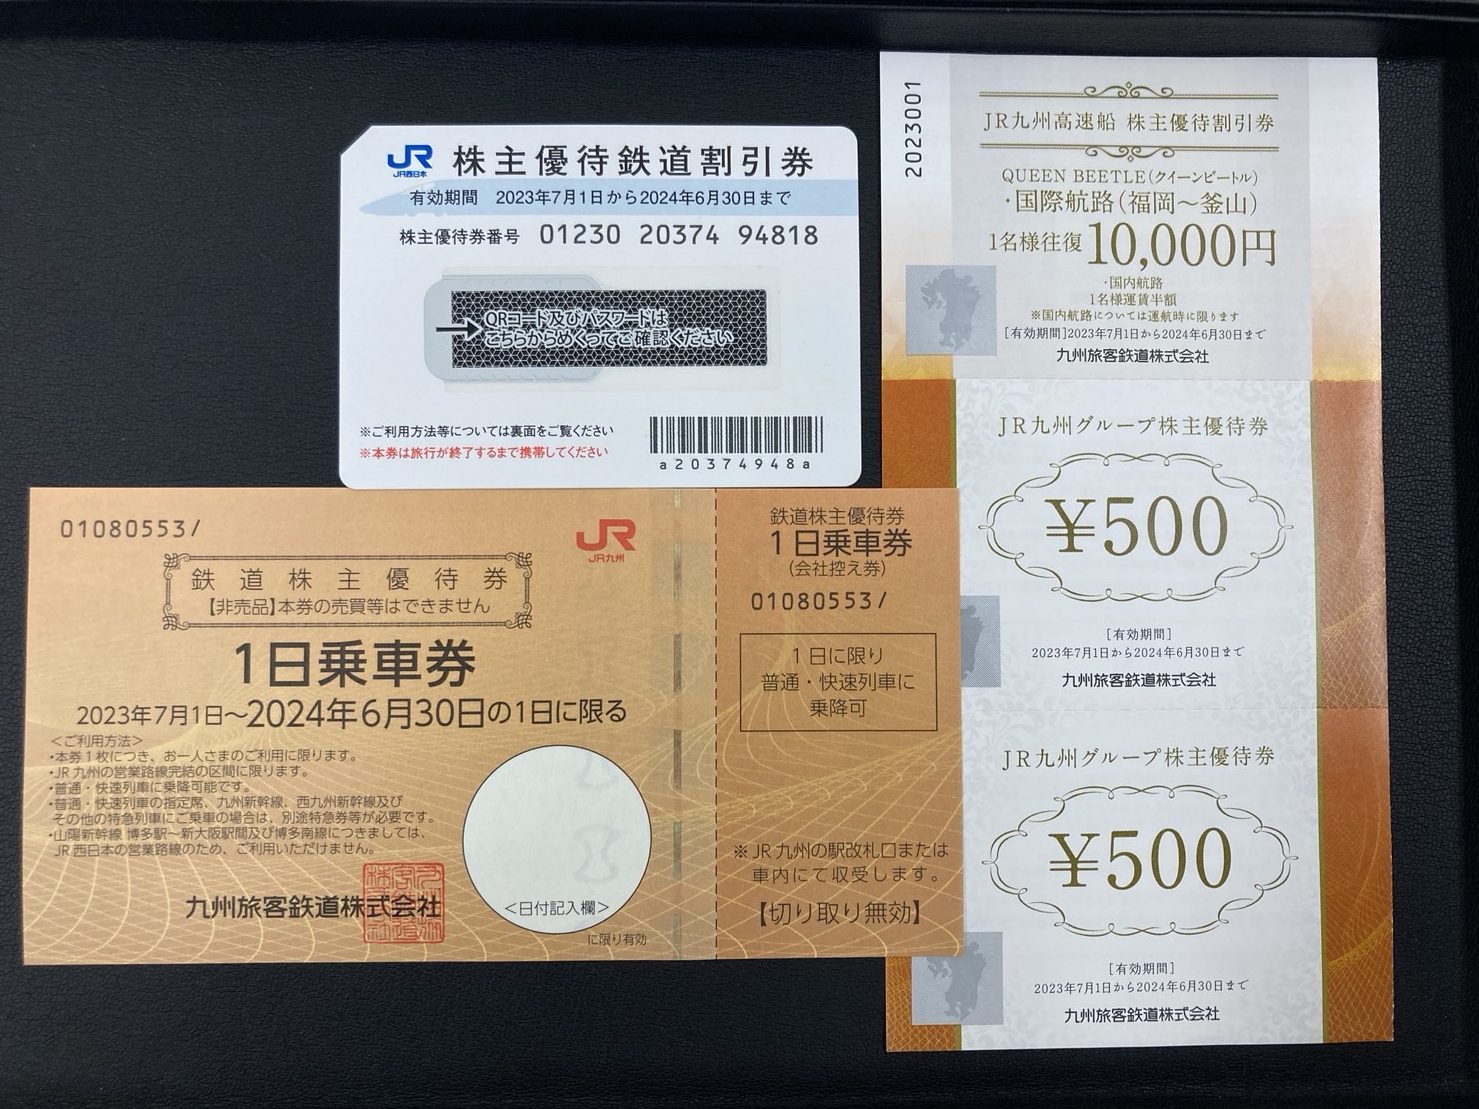 JR
JR西日本
株主優待鉄道割引券
有効期間 2023年7月1日から2024年6月30日まで
株主優待券番号 01230 20374 94818
QRコード及びパスワードは
こちらからめくってご確認ください
※ご利用方法等については裏面をご覧ください
※本券は旅行が終了するまで携帯してください
a20374948a
01080553/
JR
JR九州
鉄道株主優待券
【非売品】本券の売買等はできません
1日乗車券
2023年7月1日～2024年6月30日の1日に限る
＜ご利用方法＞
・本券1枚につき、お一人さまのご利用に限ります。
・JR九州の営業路線完結の区間に限ります。
・普通・快速列車に乗降可能です。
・普通・快速列車の指定席、九州新幹線、西九州新幹線及び
その他の特急列車にご乗車の場合は、別途特急券等が必要です。
・山陽新幹線 博多駅～新大阪駅間及び博多南線につきましては、
JR西日本の営業路線のため、ご利用いただけません。
九州旅客鉄道株式会社
＜日付記入欄＞
に限り有効
鉄道株主優待券
1日乗車券
(会社控え券)
01080553/
1日に限り
普通・快速列車に
乗降可
※JR九州の駅改札口または
車内にて収受します。
【切り取り無効】
2023001
JR九州高速船 株主優待割引券
QUEEN BEETLE(クイーンビートル)
・国際航路(福岡～釜山)
1名様往復10,000円
・国内航路
1名様運賃半額
※国内航路については運航時に限ります
[有効期間]2023年7月1日から2024年6月30日まで
九州旅客鉄道株式会社
JR九州グループ株主優待券
¥500
[有効期間]
2023年7月1日から2024年6月30日まで
九州旅客鉄道株式会社
JR九州グループ株主優待券
¥500
[有効期間]
2023年7月1日から2024年6月30日まで
九州旅客鉄道株式会社